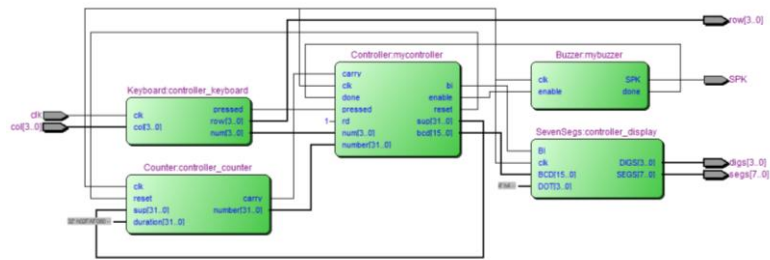 row[3..0]
Controller:mycontroller
carry
clk
done
pressed
rd
num[3..0]
number[31..0]
bi
enable
reset
sup[31..0]
bcd[15..0]
1
Buzzer:mybuzzer
clk
enable
SPK
done
SPK
Keyboard:controller_keyboard
clk
col[3..0]
pressed
row[3..0]
num[3..0]
clk
col[3..0]
SevenSegs:controller_display
BI
clk
BCD[15..0]
DOT[3..0]
DIGS[3..0]
SEGS[7..0]
digs[3..0]
segs[7..0]
Counter:controller_counter
clk
reset
sup[31..0]
duration[31..0]
carry
number[31..0]